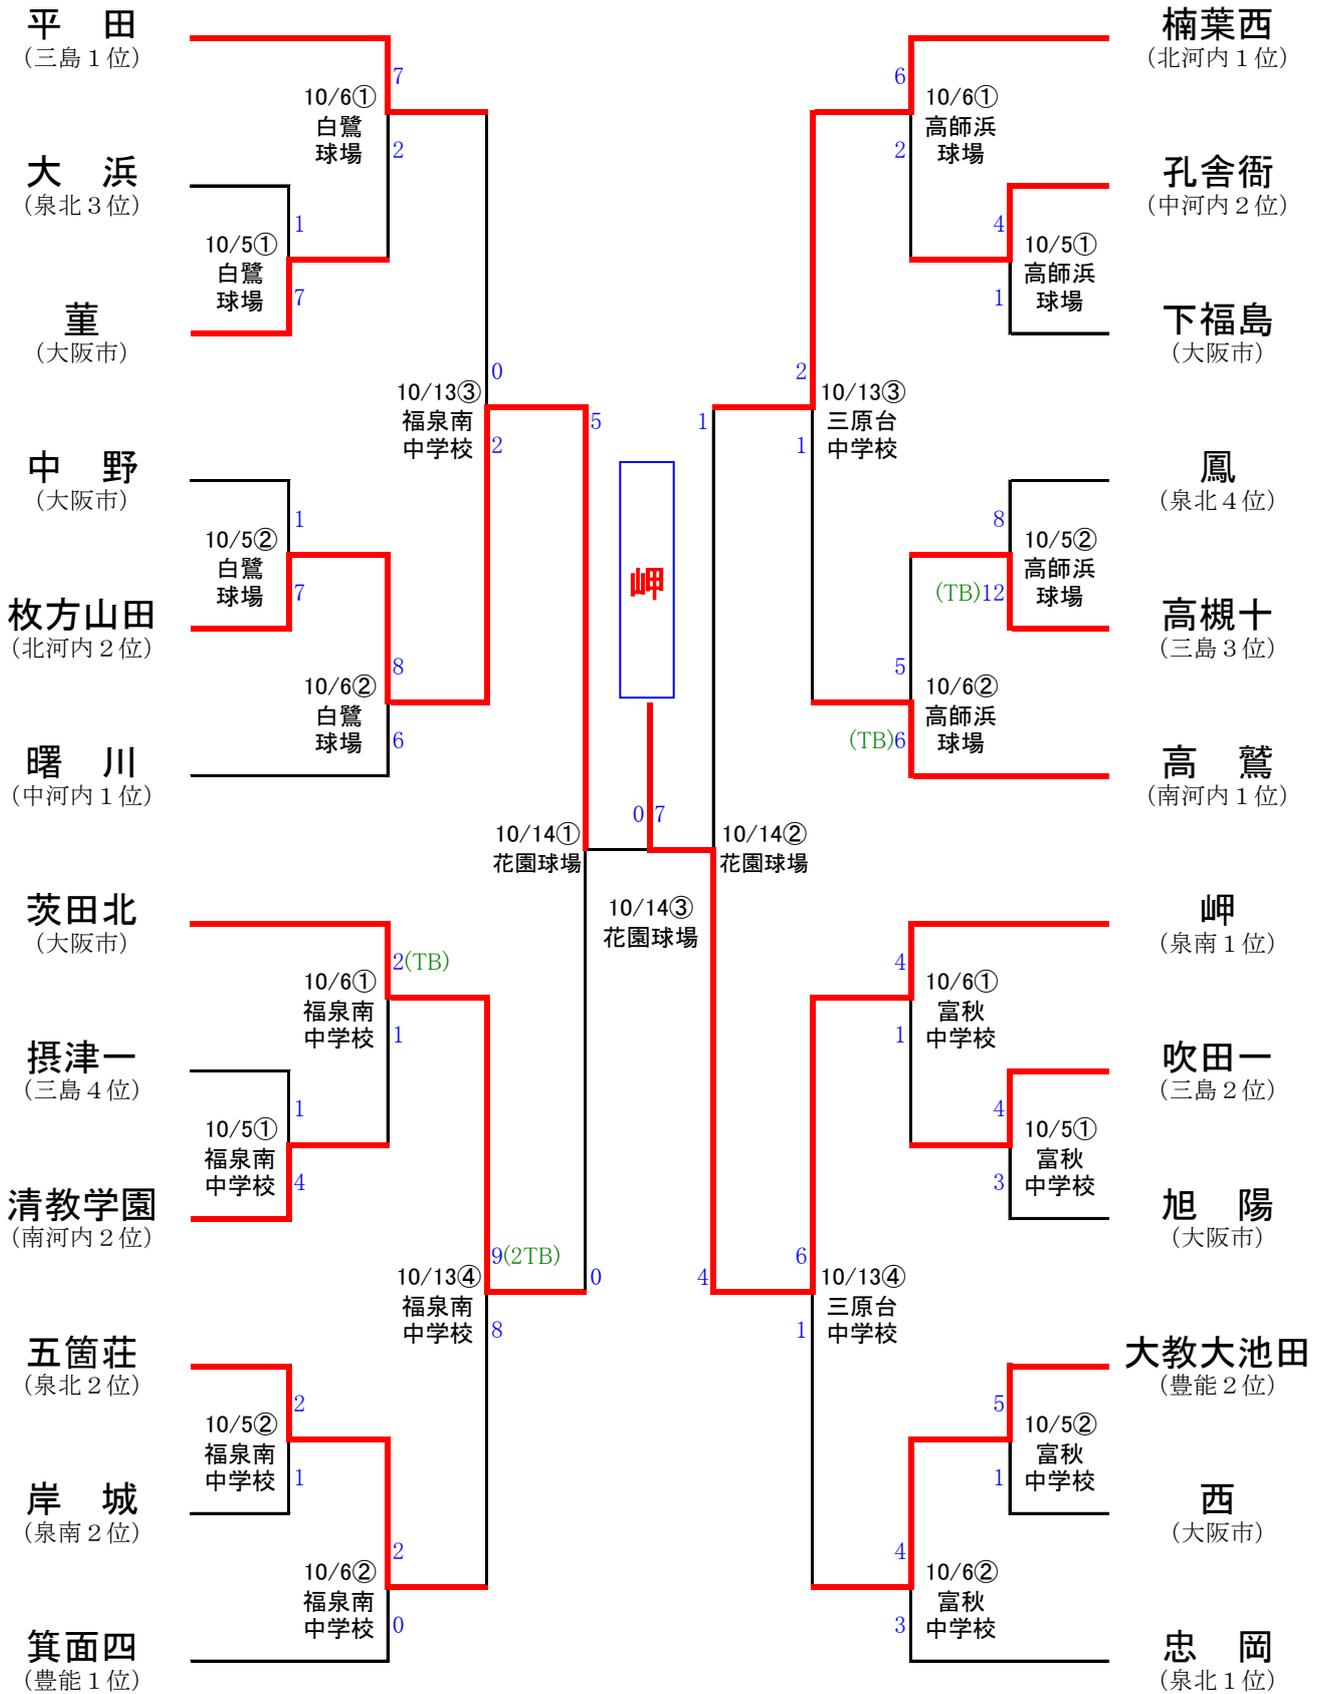 平　田
(三島１位)
7
10/6①
白鷺
球場
2
大　浜
(泉北３位)
1
10/5①
白鷺
球場
7
菫
(大阪市)
0
10/13③
福泉南
中学校
2
5
中　野
(大阪市)
1
10/5②
白鷺
球場
7
枚方山田
(北河内２位)
8
10/6②
白鷺
球場
6
曙　川
(中河内１位)
10/14①
花園球場
茨田北
(大阪市)
2(TB)
10/6①
福泉南
中学校
1
摂津一
(三島４位)
1
10/5①
福泉南
中学校
4
清教学園
(南河内２位)
9(2TB)
10/13④
福泉南
中学校
8
0
五箇荘
(泉北２位)
2
10/5②
福泉南
中学校
1
岸　城
(泉南２位)
2
10/6②
福泉南
中学校
0
箕面四
(豊能１位)
岬
0 7
10/14③
花園球場
楠葉西
(北河内１位)
6
10/6①
高師浜
球場
2
孔舎衙
(中河内２位)
4
10/5①
高師浜
球場
1
下福島
(大阪市)
2
10/13③
三原台
中学校
1
1
鳳
(泉北４位)
8
10/5②
高師浜
球場
(TB)12
高槻十
(三島３位)
5
10/6②
高師浜
球場
(TB)6
高　鷲
(南河内１位)
10/14②
花園球場
岬
(泉南１位)
4
10/6①
富秋
中学校
1
吹田一
(三島２位)
4
10/5①
富秋
中学校
3
旭　陽
(大阪市)
6
10/13④
三原台
中学校
1
4
大教大池田
(豊能２位)
5
10/5②
富秋
中学校
1
西
(大阪市)
4
10/6②
富秋
中学校
3
忠　岡
(泉北１位)